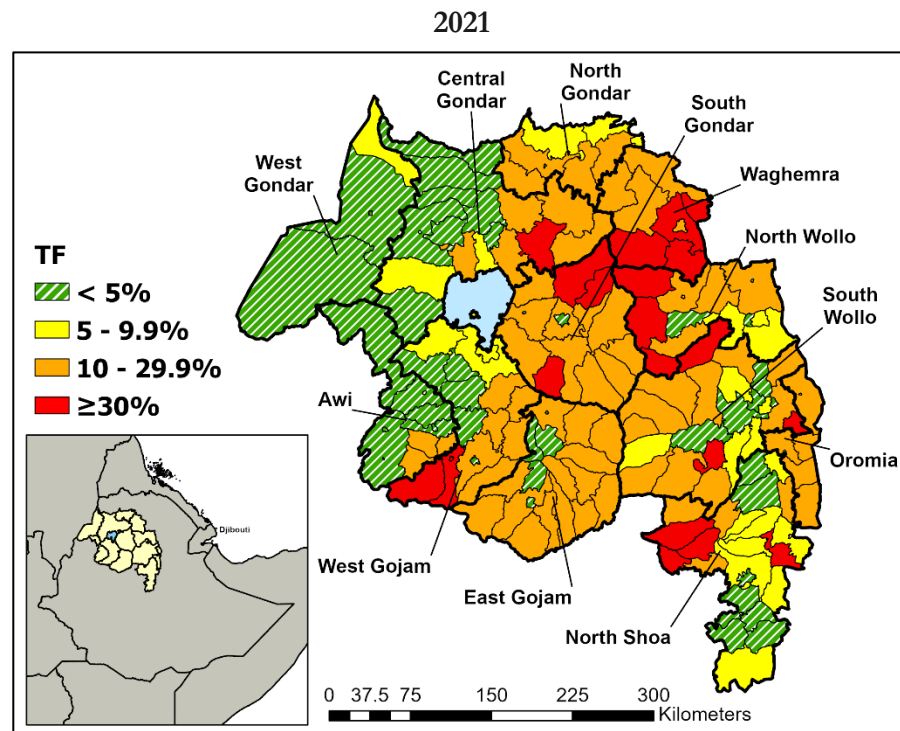 2021
Central
Gondar
North
Gondar
South
Gondar
West
Gondar
Waghemra
North Wollo
South
Wollo
TF
< 5%
5 - 9.9%
10 - 29.9%
≥30%
Awi
Oromia
Djibouti
West Gojam
East Gojam
North Shoa
0 37.5 75 150 225 300
Kilometers